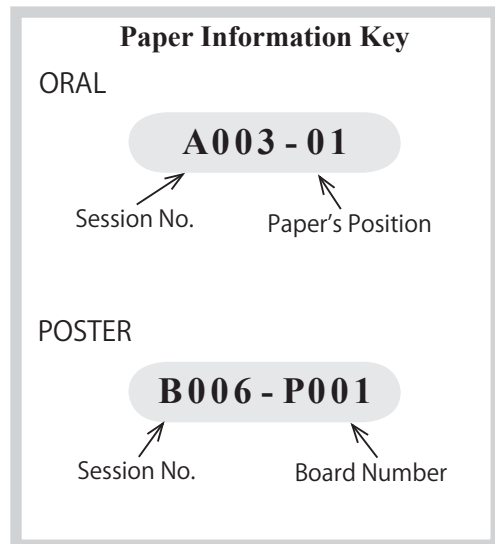 Paper Information Key
ORAL
A003 - 01
Session No. Paper's Position
POSTER
B006 - P001
Session No. Board Number